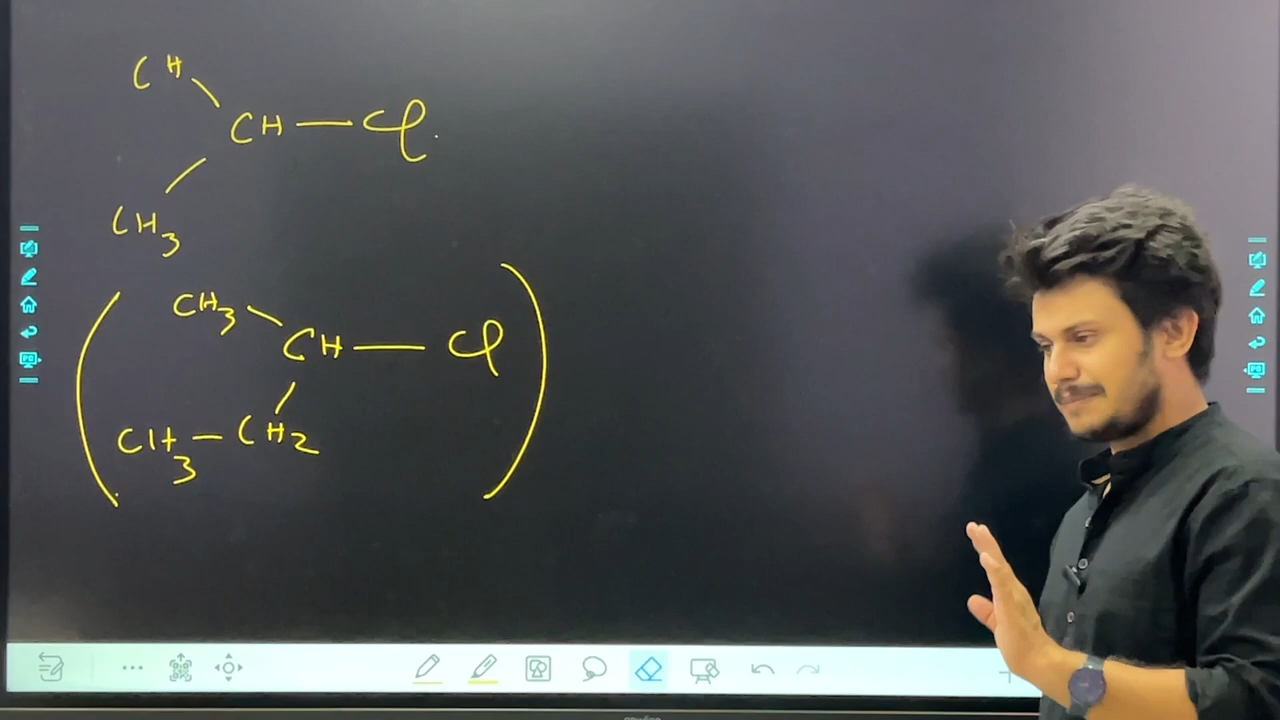 CH
CH — Cl
CH3
CH3
CH — Cl
CH3 — CH2